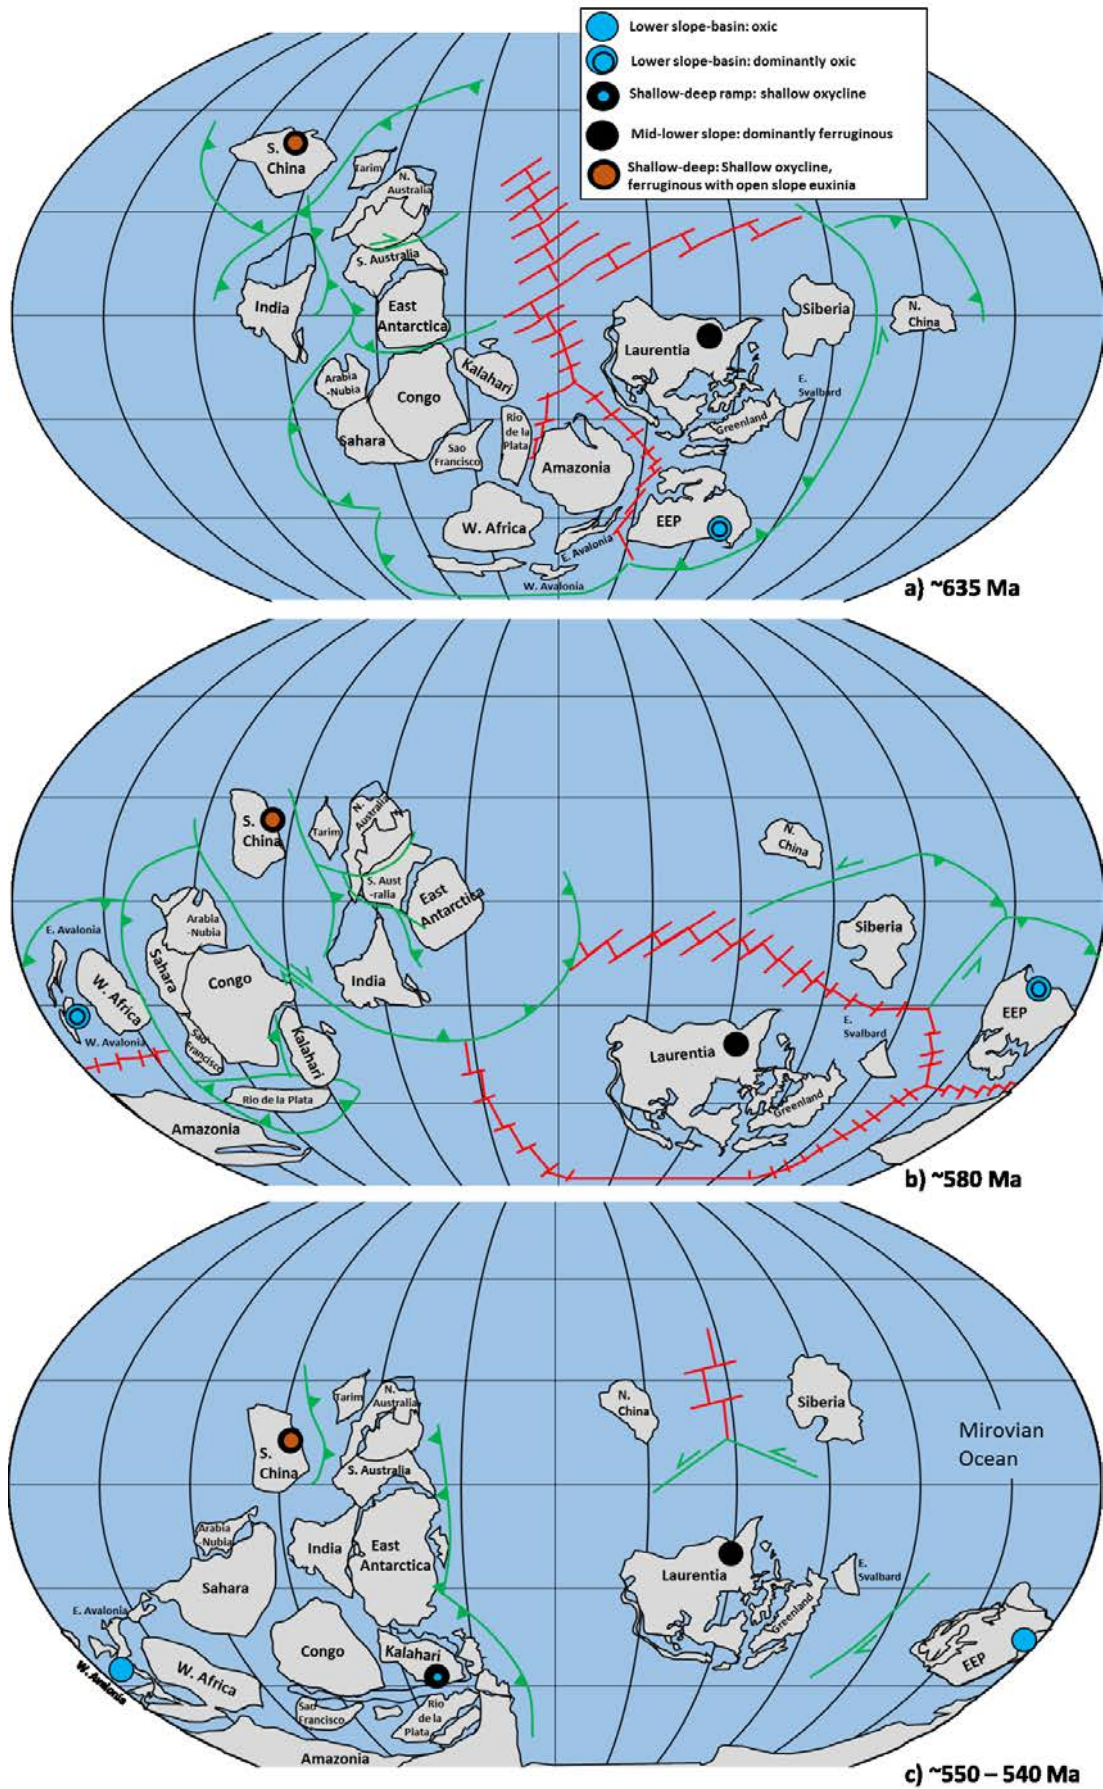 Lower slope-basin: oxic
Lower slope-basin: dominantly oxic
Shallow-deep ramp: shallow oxycline
Mid-lower slope: dominantly ferruginous
Shallow-deep: Shallow oxycline,
ferruginous with open slope euxinia
S.
China
Tarim
N.
Australia
S. Australia
India
East
Antarctica
Siberia
N.
China
Laurentia
Arabia
-Nubia
Congo
Kalahari
E.
Svalbard
Greenland
Sahara
Sao
Francisco
Rio
de la
Plata
Amazonia
W. Africa
EEP
E. Avalonia
W. Avalonia
a) ~635 Ma
S.
China
Tarim
N.
Australia
N.
China
S. Aust
-ralia
East
Antarctica
Arabia
-Nubia
Siberia
E. Avalonia
Sahara
Congo
India
W. Africa
EEP
E.
Svalbard
W. Avalonia
Sao
Francisco
Kalahari
Laurentia
Rio de la Plata
Greenland
Amazonia
b) ~580 Ma
Tarim
N.
Australia
N.
China
Siberia
Mirovian
Ocean
S.
China
S. Australia
Arabia
-Nubia
India
East
Antarctica
Sahara
Laurentia
E.
Svalbard
E. Avalonia
Greenland
Congo
Kalahari
W. Africa
EEP
W. Avalonia
Sao
Francisco
Rio
de la
Plata
Amazonia
c) ~550 – 540 Ma